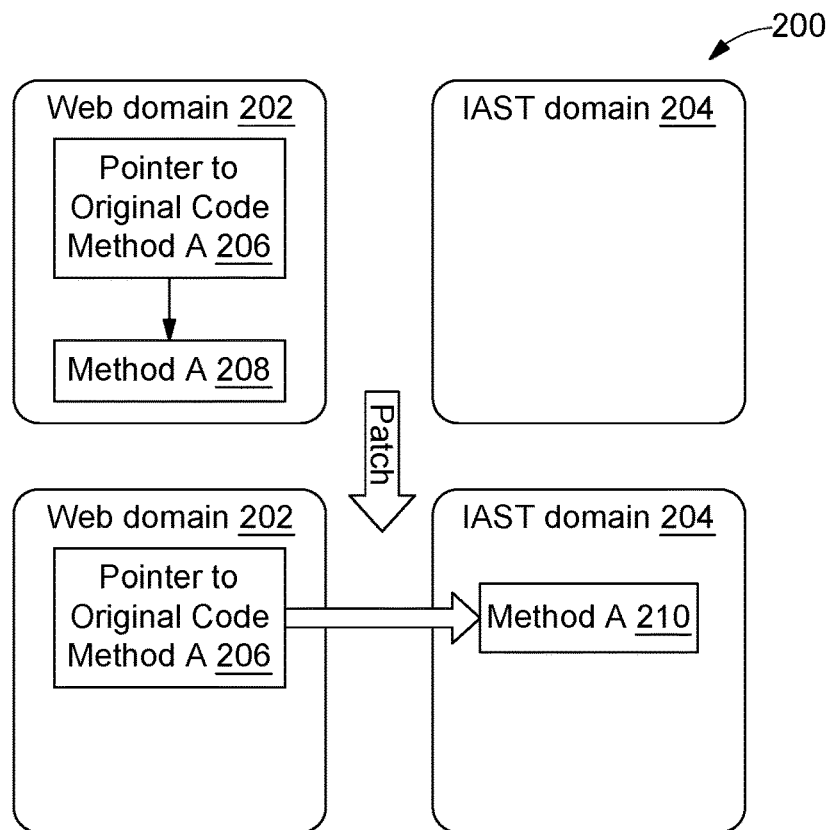 200
Web domain 202
Pointer to
Original Code
Method A 206
Method A 208
IAST domain 204
Patch
Web domain 202
Pointer to
Original Code
Method A 206
IAST domain 204
Method A 210